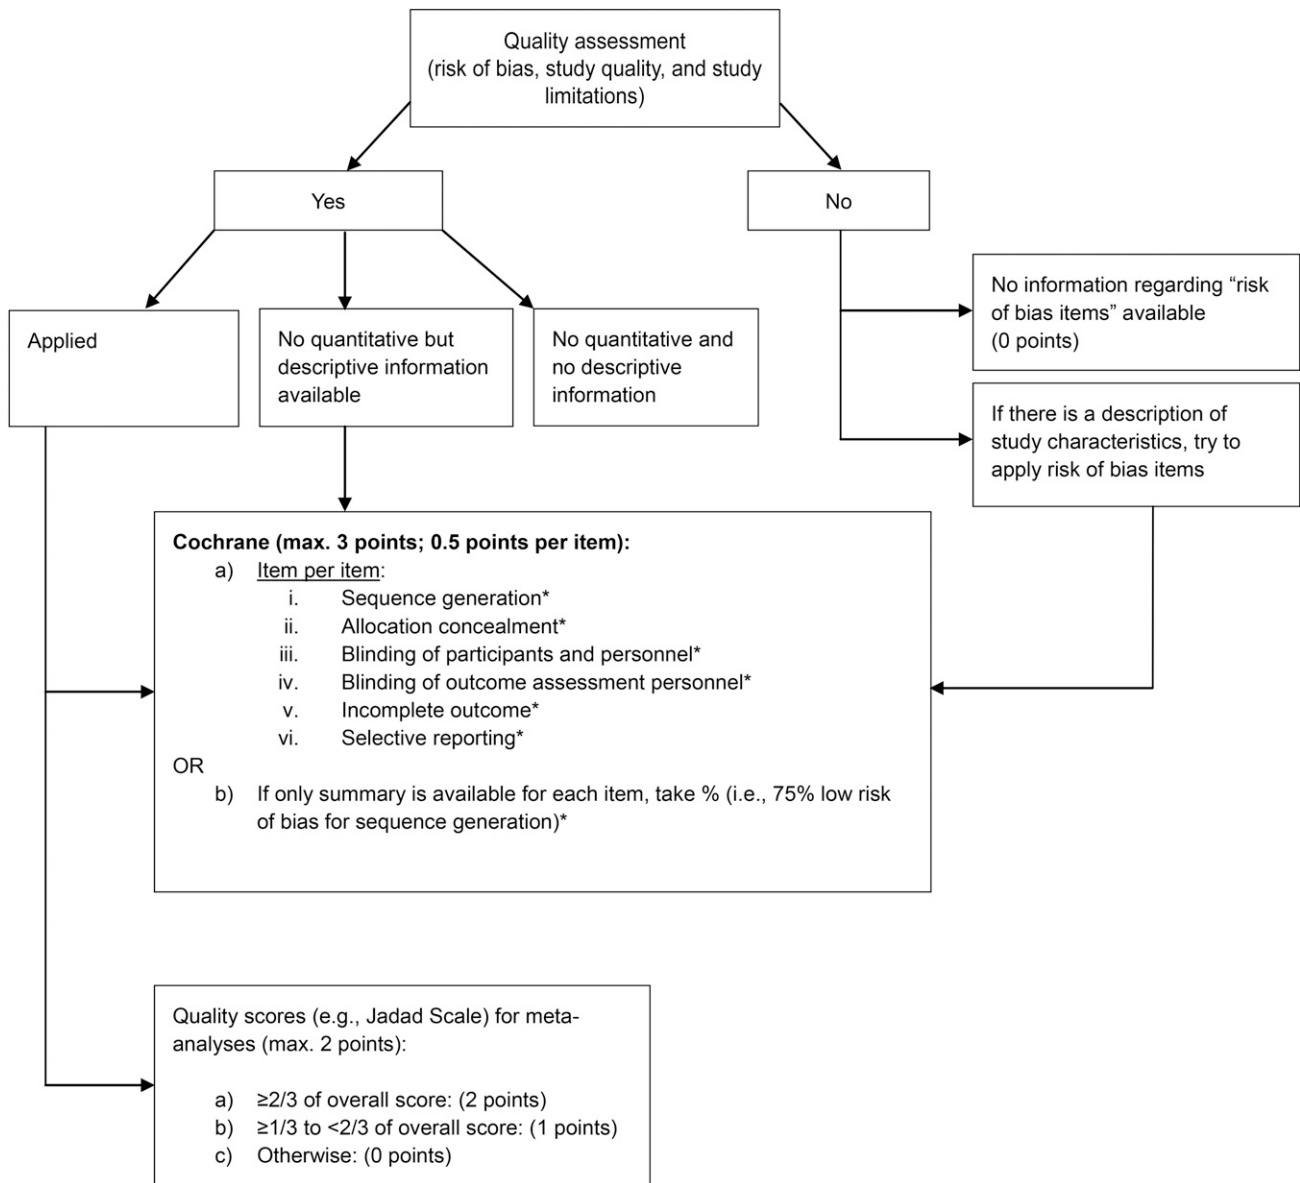 Quality assessment
(risk of bias, study quality, and study
limitations)
Yes
No
Applied
No quantitative but
descriptive information
available
No quantitative and
no descriptive
information
No information regarding “risk
of bias items” available
(0 points)
If there is a description of
study characteristics, try to
apply risk of bias items
Cochrane (max. 3 points; 0.5 points per item):
a) Item per item:
i. Sequence generation*
ii. Allocation concealment*
iii. Blinding of participants and personnel*
iv. Blinding of outcome assessment personnel*
v. Incomplete outcome*
vi. Selective reporting*
OR
b) If only summary is available for each item, take % (i.e., 75% low risk
of bias for sequence generation)*
Quality scores (e.g., Jadad Scale) for meta-
analyses (max. 2 points):
a) ≥2/3 of overall score: (2 points)
b) ≥1/3 to <2/3 of overall score: (1 points)
c) Otherwise: (0 points)